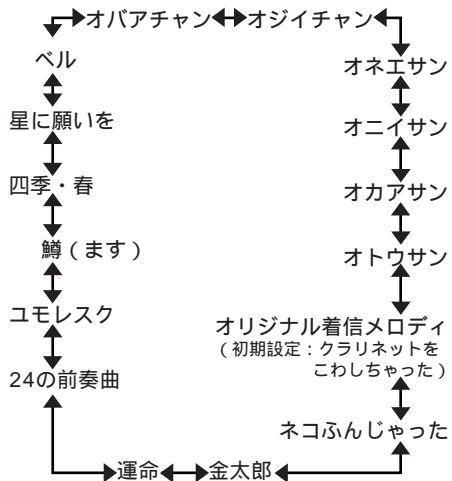 オバアチャン オジイチャン
ベル
オネエサン
星に願いを
オニイサン
四季・春
オカアサン
鱒(ます)
オトウサン
ユモレスク
オリジナル着信メロディ
(初期設定:クラリネットを
こわしちゃった)
24の前奏曲
ネコふんじゃった
運命 金太郎